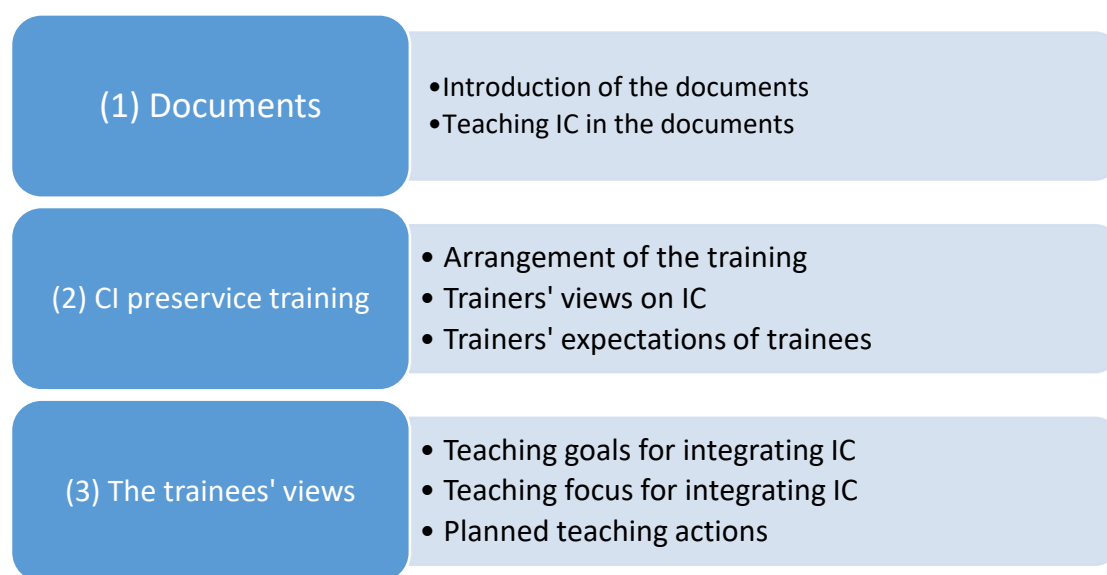 (1) Documents
•Introduction of the documents
•Teaching IC in the documents
(2) CI preservice training
• Arrangement of the training
• Trainers' views on IC
• Trainers' expectations of trainees
(3) The trainees' views
• Teaching goals for integrating IC
• Teaching focus for integrating IC
• Planned teaching actions